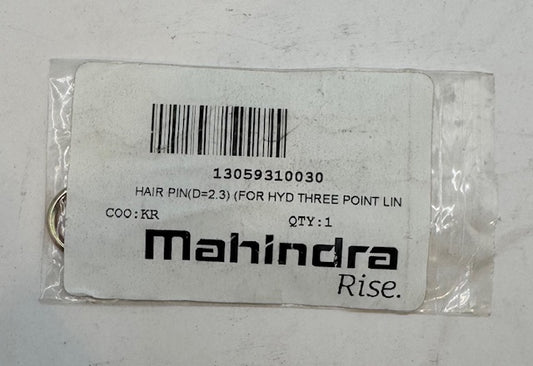 13059310030
HAIR PIN(D=2.3) (FOR HYD THREE POINT LIN
COO:KR QTY:1
Mahindra
Rise.